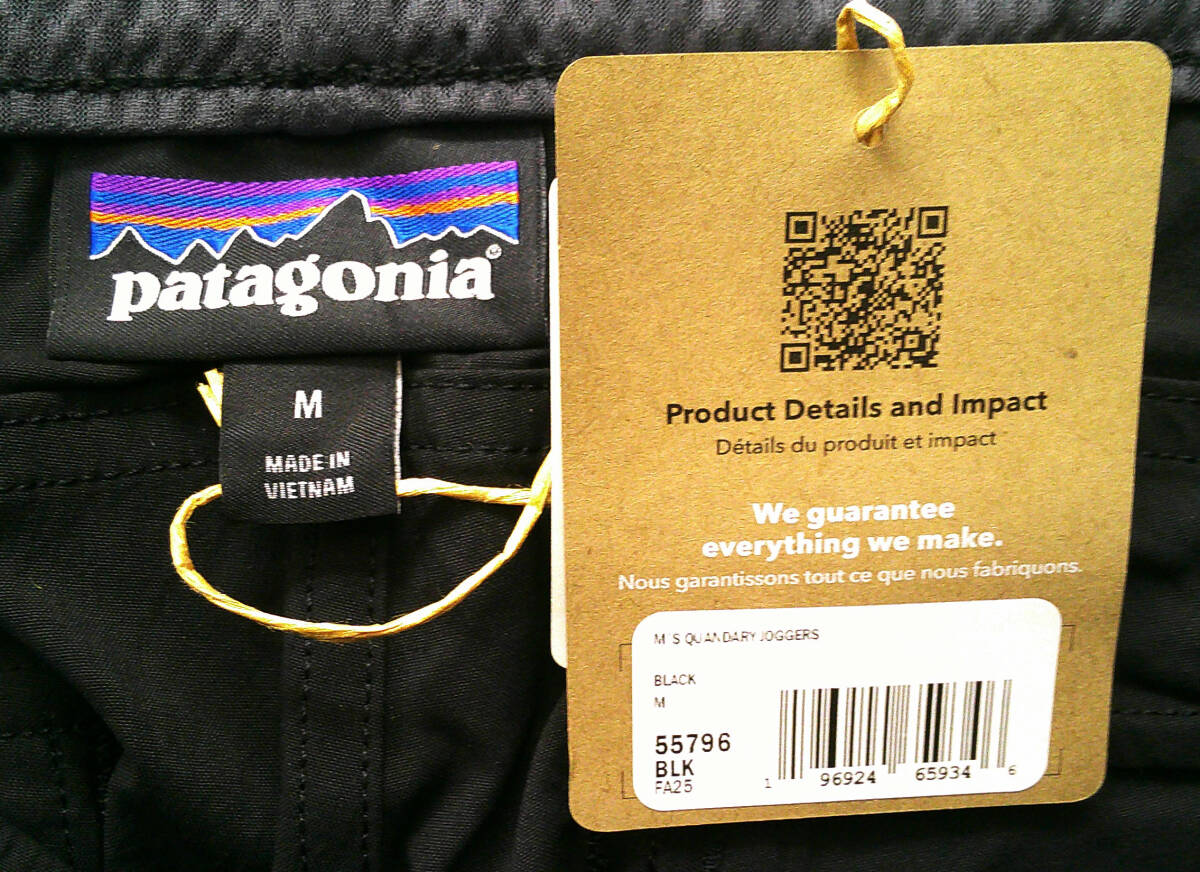 patagonia
M
MADE IN
VIETNAM
Product Details and Impact
Détails du produit et impact
We guarantee
everything we make.
Nous garantissons tout ce que nous fabriquons.
M'S QUANDARY JOGGERS
BLACK
M
55796
BLK
FA25
1 96924 65934 6